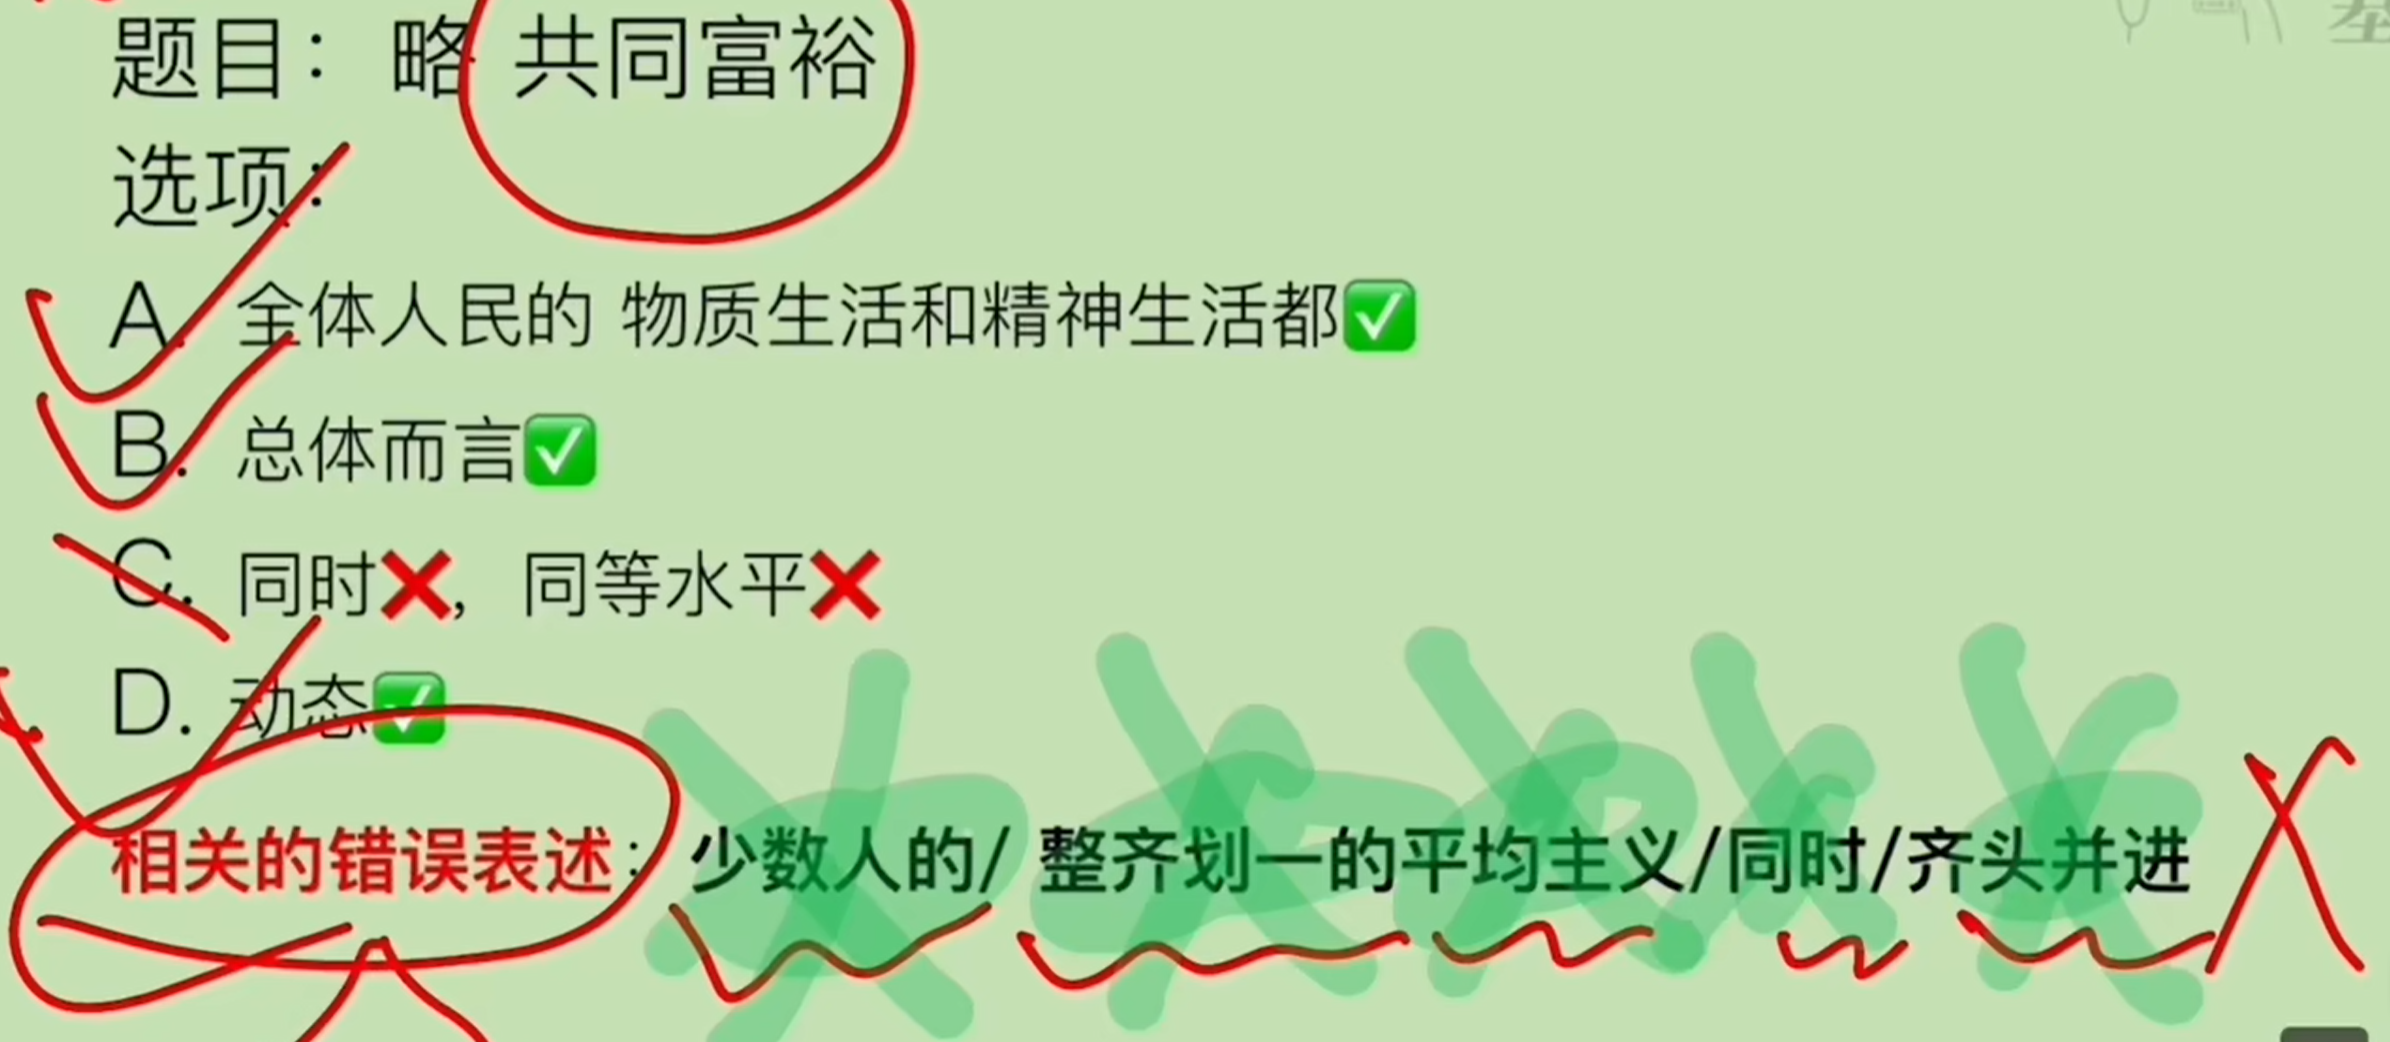 题目：略 共同富裕
选项：
A. 全体人民的 物质生活和精神生活都✅
B. 总体而言✅
C. 同时❌，同等水平❌
D. 动态✅
相关的错误表述：少数人的/ 整齐划一的平均主义/同时/齐头并进